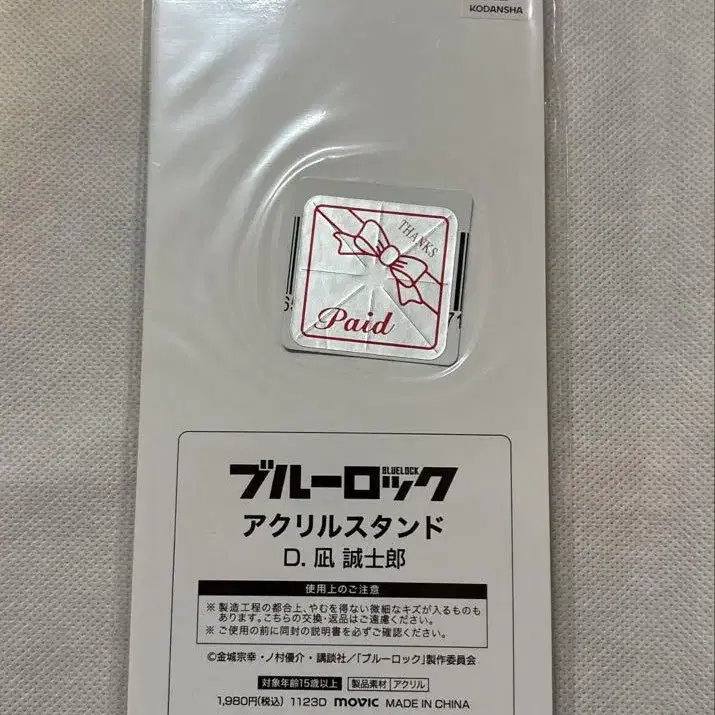 KODANSHA
THANKS
Paid
71
ブルーロック
BLUELOCK
アクリルスタンド
D. 凪 誠士郎
使用上のご注意
※製造工程の都合上、やむを得ない微細なキズが入るものも
あります。こちらの交換・返品はご遠慮ください。
※ご使用の前に同封の説明書を必ずご確認ください。
©金城宗幸・ノ村優介・講談社／「ブルーロック」製作委員会
対象年齢15歳以上 製品素材 アクリル
1,980円(税込) 1123D movic MADE IN CHINA